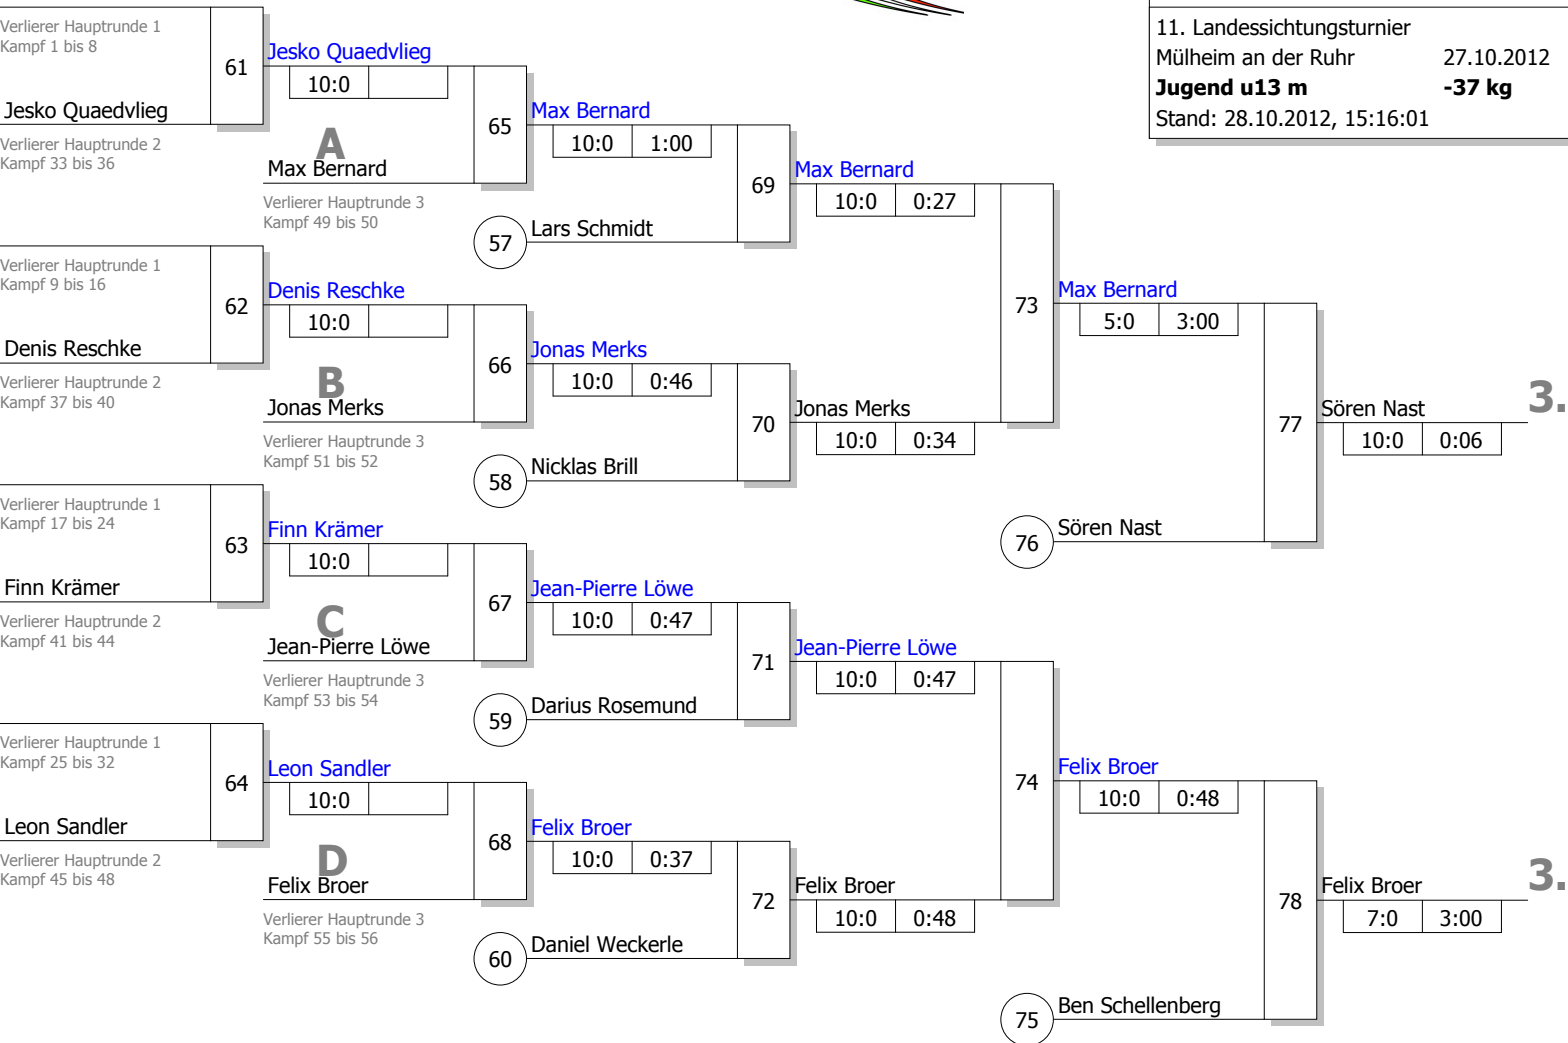 11. Landessichtungsturnier
Mülheim an der Ruhr 27.10.2012
Jugend u13 m -37 kg
Stand: 28.10.2012, 15:16:01
Verlierer Hauptrunde 1
Kampf 1 bis 8
61
Jesko Quaedvlieg
10:0
Jesko Quaedvlieg
Verlierer Hauptrunde 2
Kampf 33 bis 36
A
Max Bernard
Verlierer Hauptrunde 3
Kampf 49 bis 50
65
Max Bernard
10:0 1:00
57
Lars Schmidt
69
Max Bernard
10:0 0:27
Verlierer Hauptrunde 1
Kampf 9 bis 16
62
Denis Reschke
10:0
Denis Reschke
Verlierer Hauptrunde 2
Kampf 37 bis 40
B
Jonas Merks
Verlierer Hauptrunde 3
Kampf 51 bis 52
66
Jonas Merks
10:0 0:46
58
Nicklas Brill
70
Jonas Merks
10:0 0:34
73
Max Bernard
5:0 3:00
76
Sören Nast
77
Sören Nast
10:0 0:06
3.
Verlierer Hauptrunde 1
Kampf 17 bis 24
63
Finn Krämer
10:0
Finn Krämer
Verlierer Hauptrunde 2
Kampf 41 bis 44
C
Jean-Pierre Löwe
Verlierer Hauptrunde 3
Kampf 53 bis 54
67
Jean-Pierre Löwe
10:0 0:47
59
Darius Rosemund
71
Jean-Pierre Löwe
10:0 0:47
Verlierer Hauptrunde 1
Kampf 25 bis 32
64
Leon Sandler
10:0
Leon Sandler
Verlierer Hauptrunde 2
Kampf 45 bis 48
D
Felix Broer
Verlierer Hauptrunde 3
Kampf 55 bis 56
68
Felix Broer
10:0 0:37
60
Daniel Weckerle
72
Felix Broer
10:0 0:48
74
Felix Broer
10:0 0:48
75
Ben Schellenberg
78
Felix Broer
7:0 3:00
3.